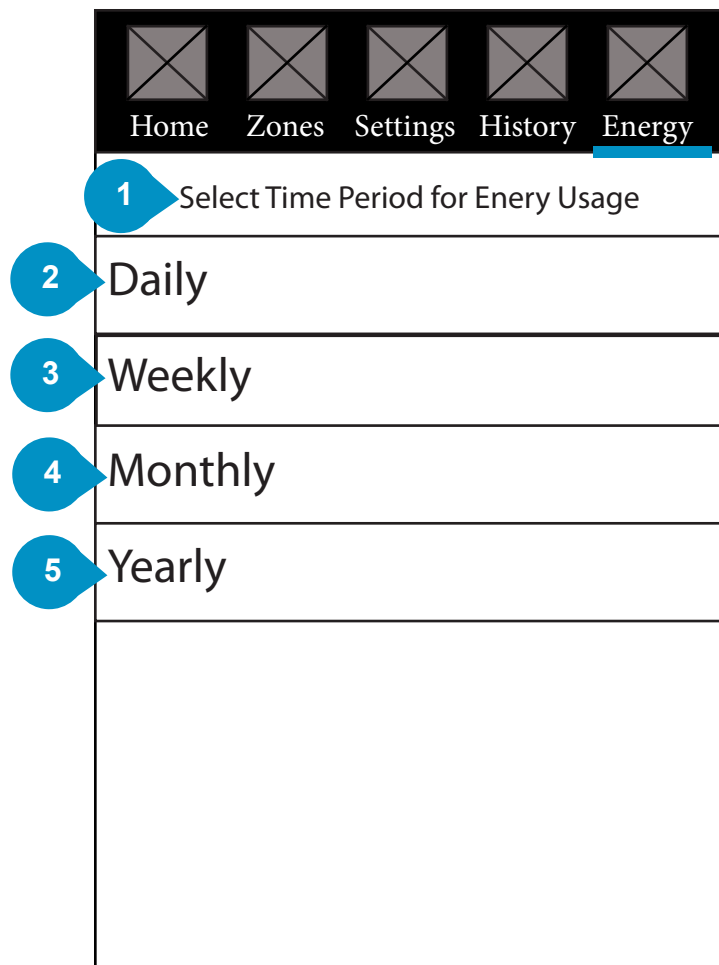 Home Zones Settings History Energy
1 Select Time Period for Enery Usage
2 Daily
3 Weekly
4 Monthly
5 Yearly